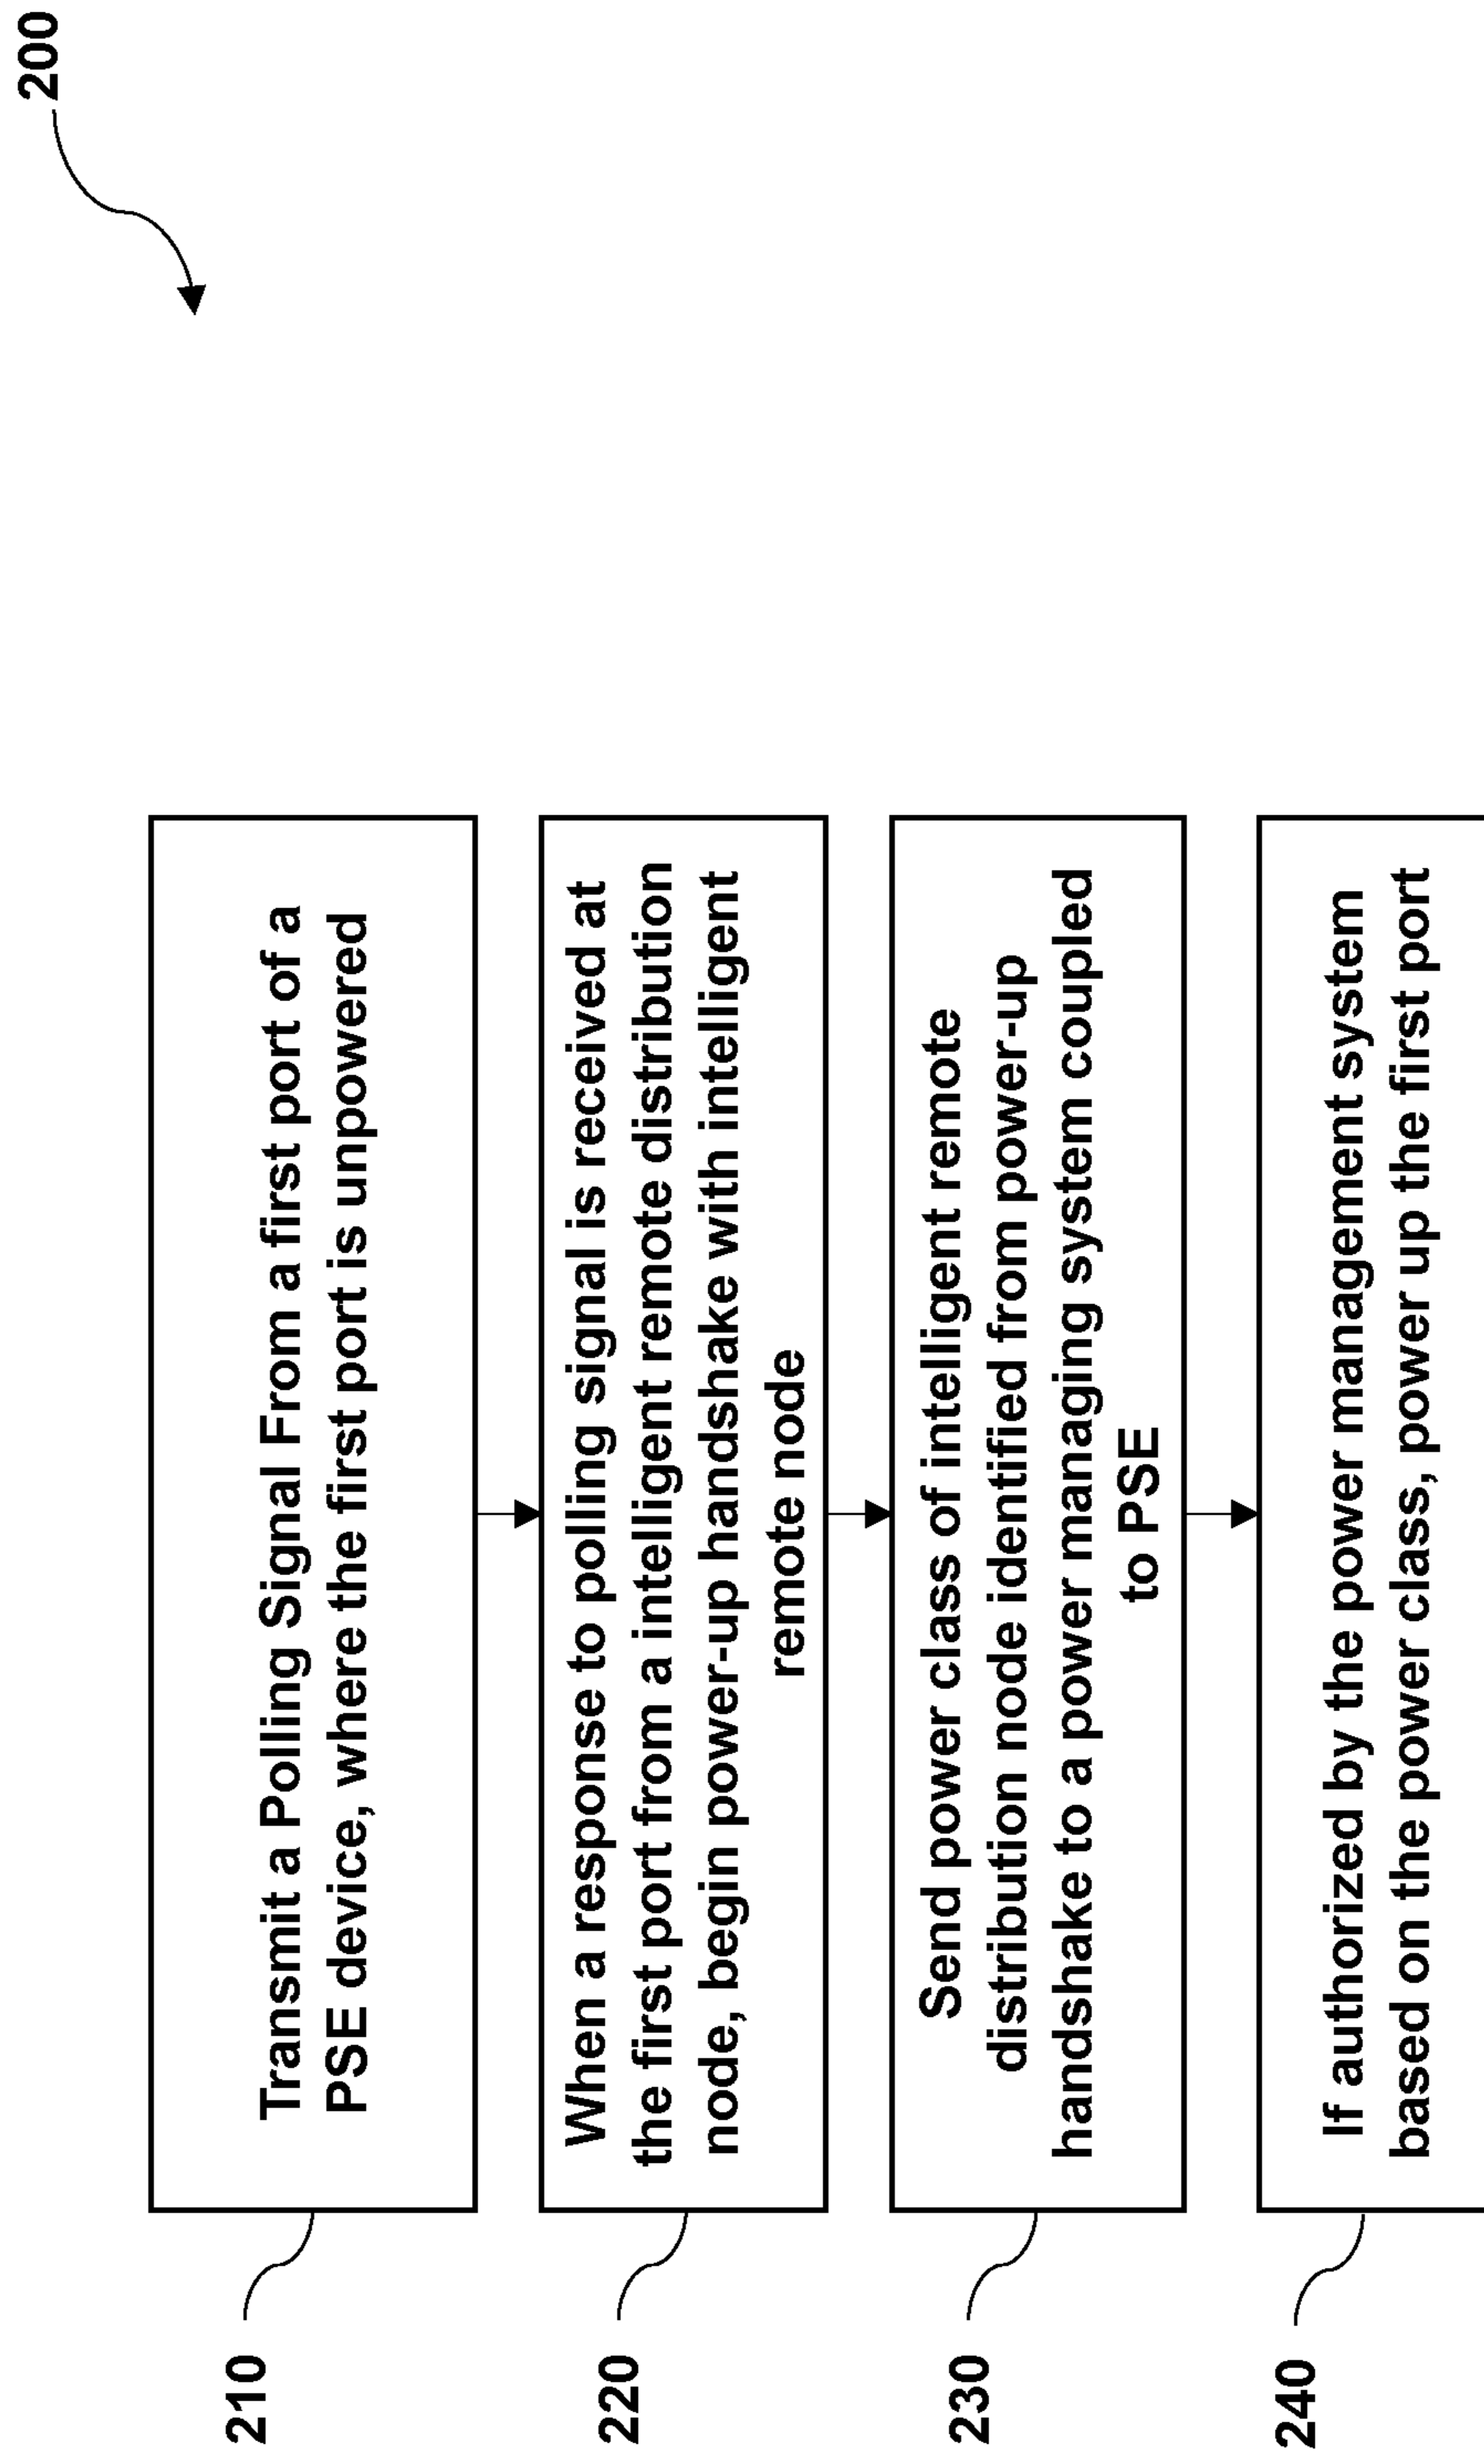 200
210
Transmit a Polling Signal From a first port of a
PSE device, where the first port is unpowered
220
When a response to polling signal is received at
the first port from a intelligent remote distribution
node, begin power-up handshake with intelligent
remote node
230
Send power class of intelligent remote
distribution node identified from power-up
handshake to a power managing system coupled
to PSE
240
If authorized by the power management system
based on the power class, power up the first port